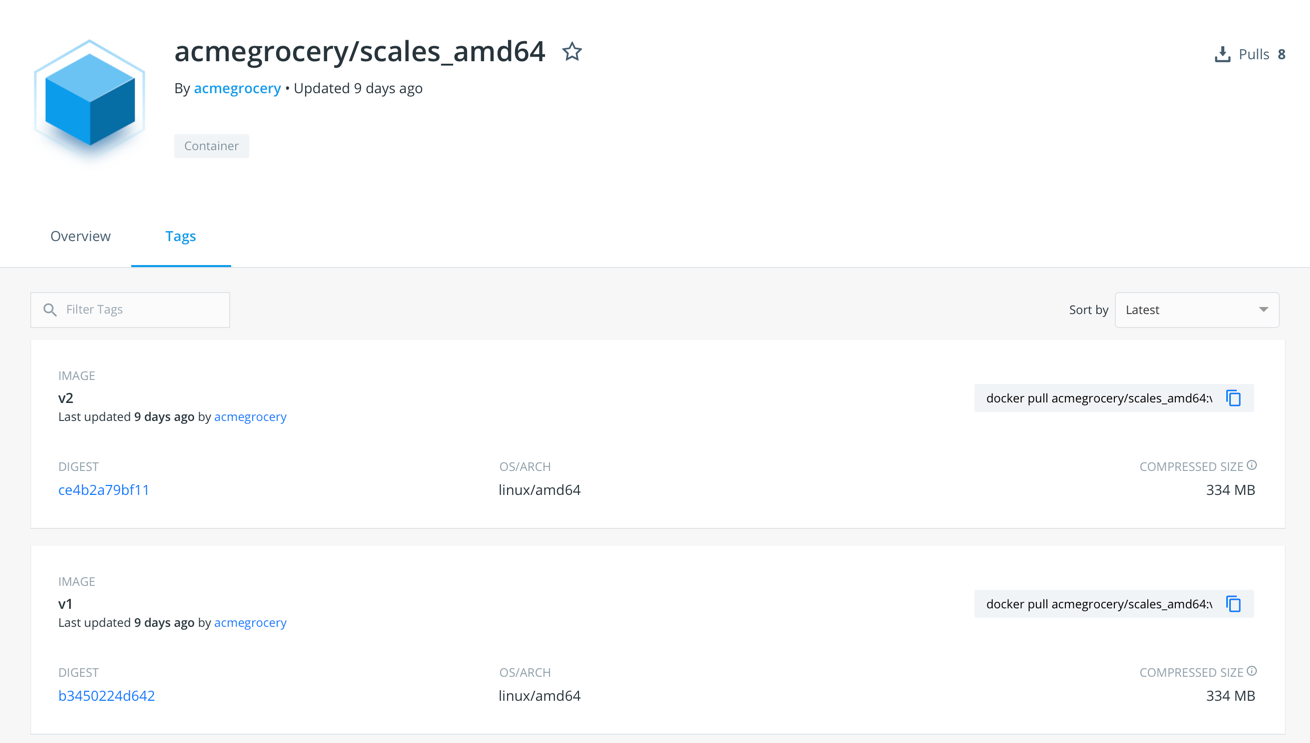 acmegrocery/scales_amd64
Pulls 8
By acmegrocery • Updated 9 days ago
Container
Overview
Tags
Filter Tags
Sort by Latest
IMAGE
v2
docker pull acmegrocery/scales_amd64:
Last updated 9 days ago by acmegrocery
DIGEST OS/ARCH COMPRESSED SIZE
ce4b2a79bf11 linux/amd64 334 MB
IMAGE
v1
docker pull acmegrocery/scales_amd64:
Last updated 9 days ago by acmegrocery
DIGEST OS/ARCH COMPRESSED SIZE
b3450224d642 linux/amd64 334 MB